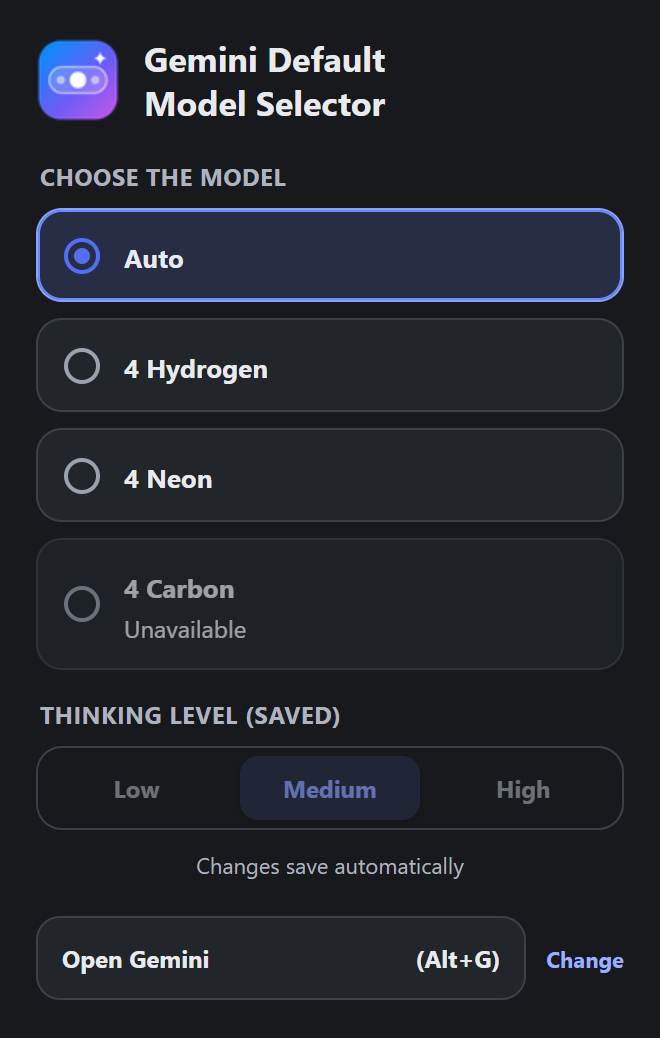 Gemini Default
Model Selector
CHOOSE THE MODEL
Auto
4 Hydrogen
4 Neon
4 Carbon
Unavailable
THINKING LEVEL (SAVED)
Low Medium High
Changes save automatically
Open Gemini (Alt+G) Change